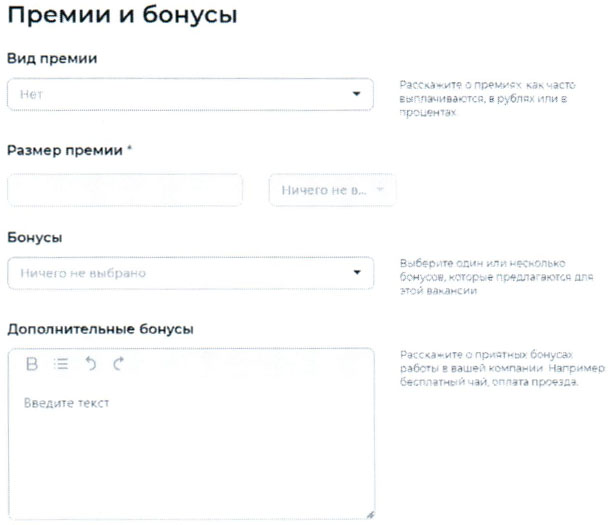 Премии и бонусы
Вид премии
Нет
Расскажите о премиях: как часто
выплачиваются, в рублях или в
процентах.
Размер премии *
Ничего не в...
Бонусы
Ничего не выбрано
Выберите один или несколько
бонусов, которые предлагаются для
этой вакансии
Дополнительные бонусы
B
Введите текст
Расскажите о приятных бонусах
работы в вашей компании. Например:
бесплатный чай, оплата проезда.